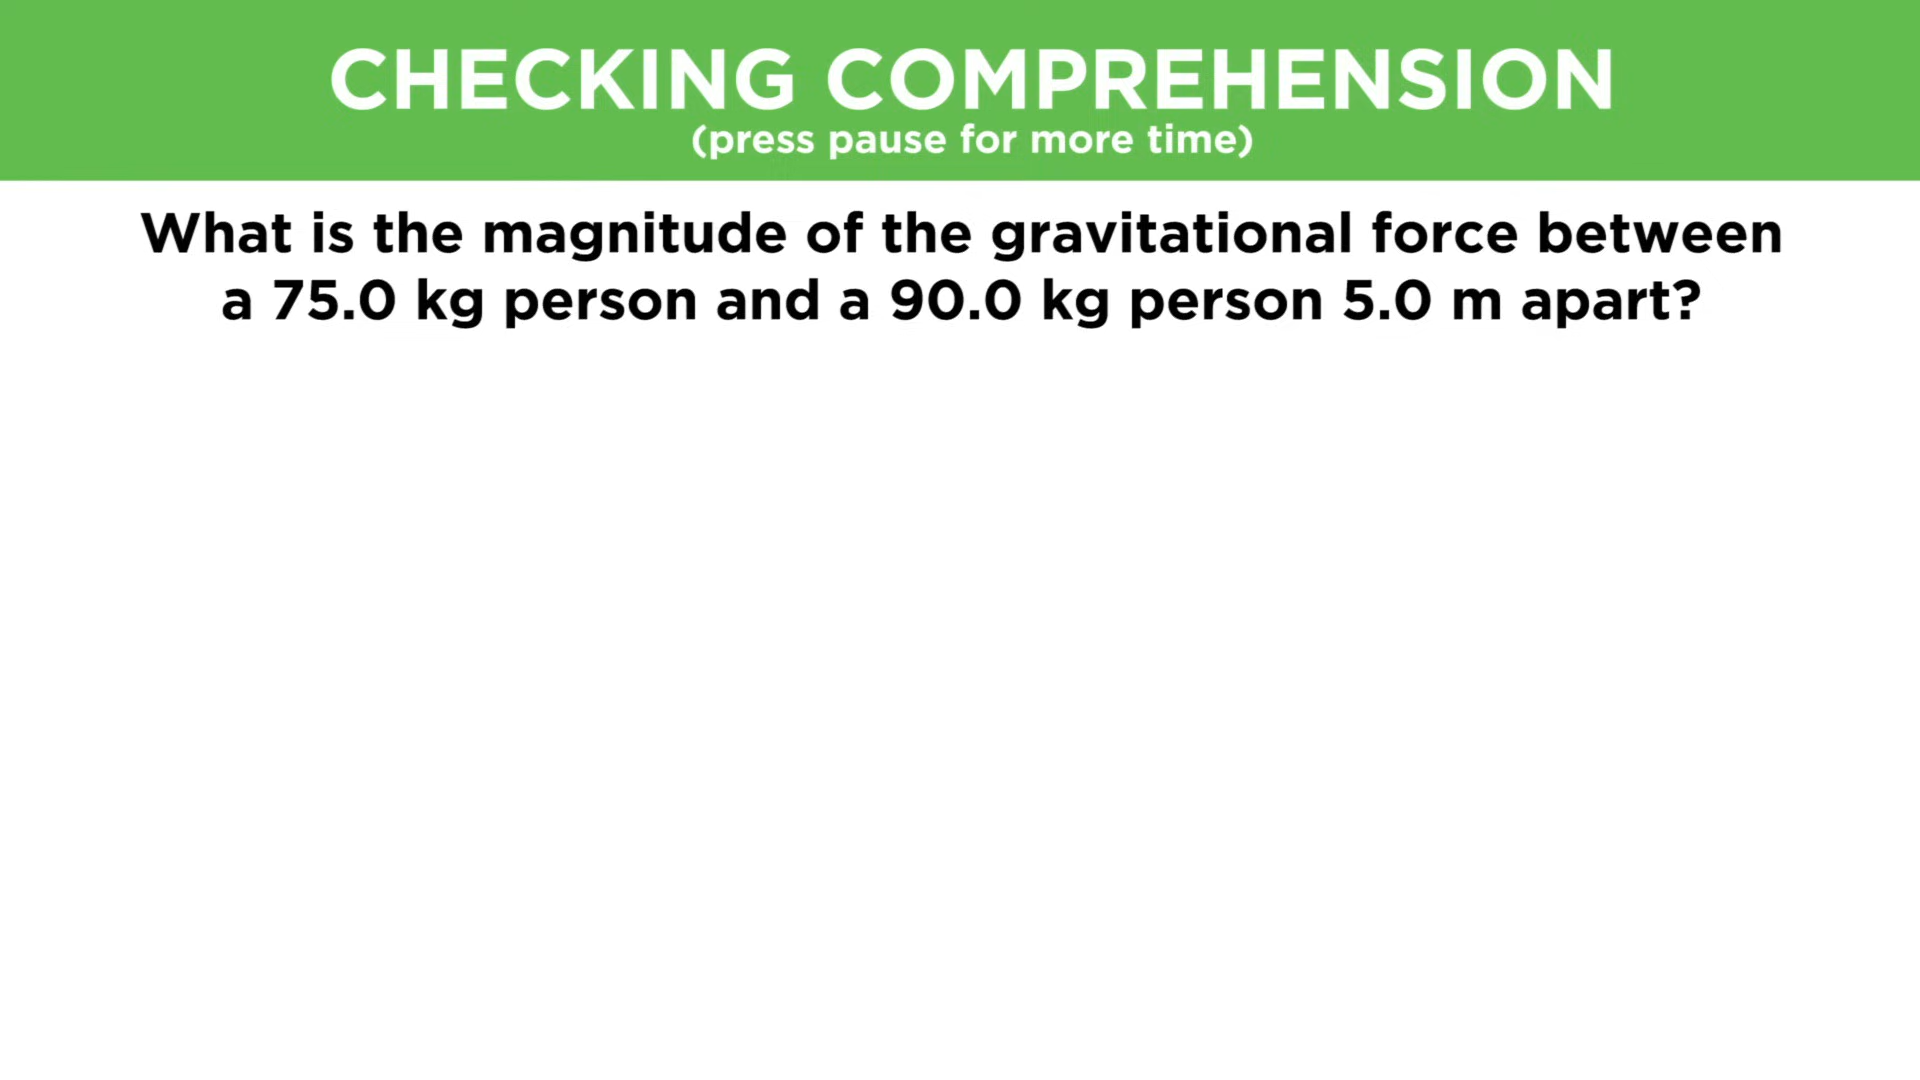 CHECKING COMPREHENSION
(press pause for more time)
What is the magnitude of the gravitational force between
a 75.0 kg person and a 90.0 kg person 5.0 m apart?